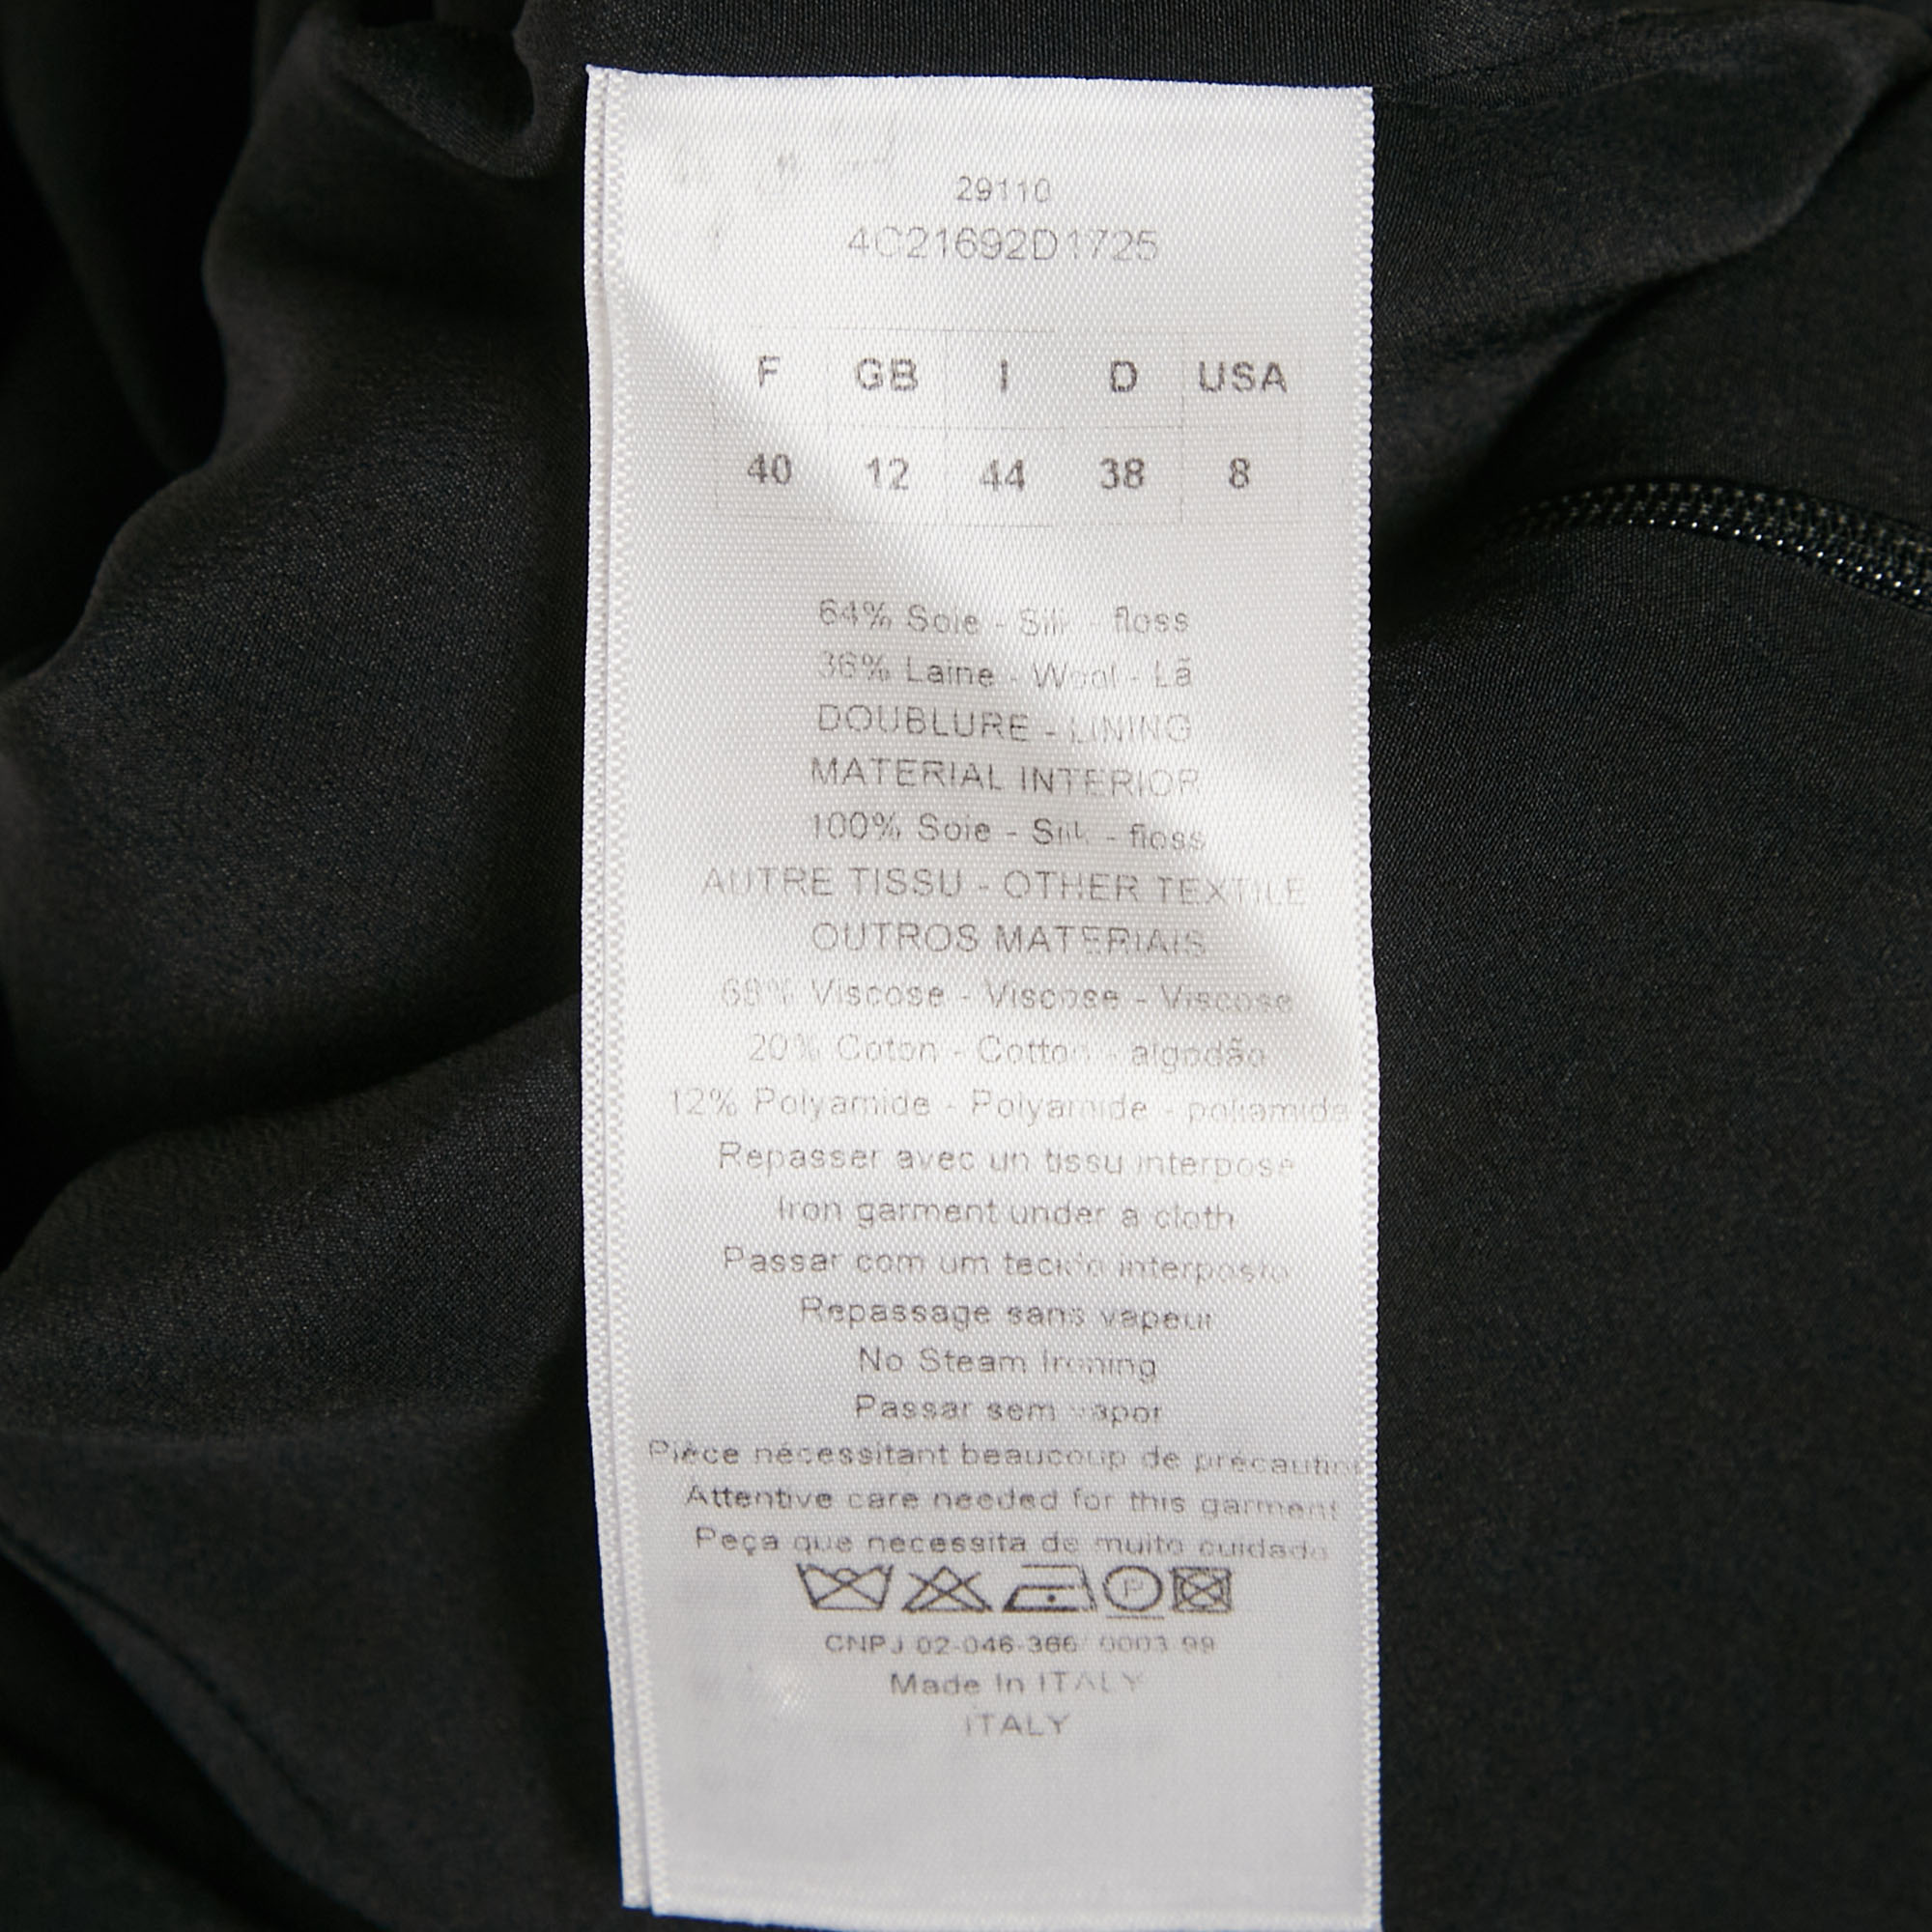 29110
4C21692D1725
F GB I D USA
40 12 44 38 8
64% Soie - Silk - floss
36% Laine - Wool - Lã
DOUBLURE - LINING
MATERIAL INTERIOR
100% Soie - Silk - floss
AUTRE TISSU - OTHER TEXTILE
OUTROS MATERIAIS
68% Viscose - Viscose - Viscose
20% Coton - Cotton - algodão
12% Polyamide - Polyamide - poliamida
Repasser avec un tissu interposé
Iron garment under a cloth
Passar com um tecido interposto
Repassage sans vapeur
No Steam Ironing
Passar sem vapor
Pièce nécessitant beaucoup de précaution
Attentive care needed for this garment
Peça que necessita de muito cuidado
P
CNPJ 02-046-366/ 0003 99
Made In ITALY
ITALY